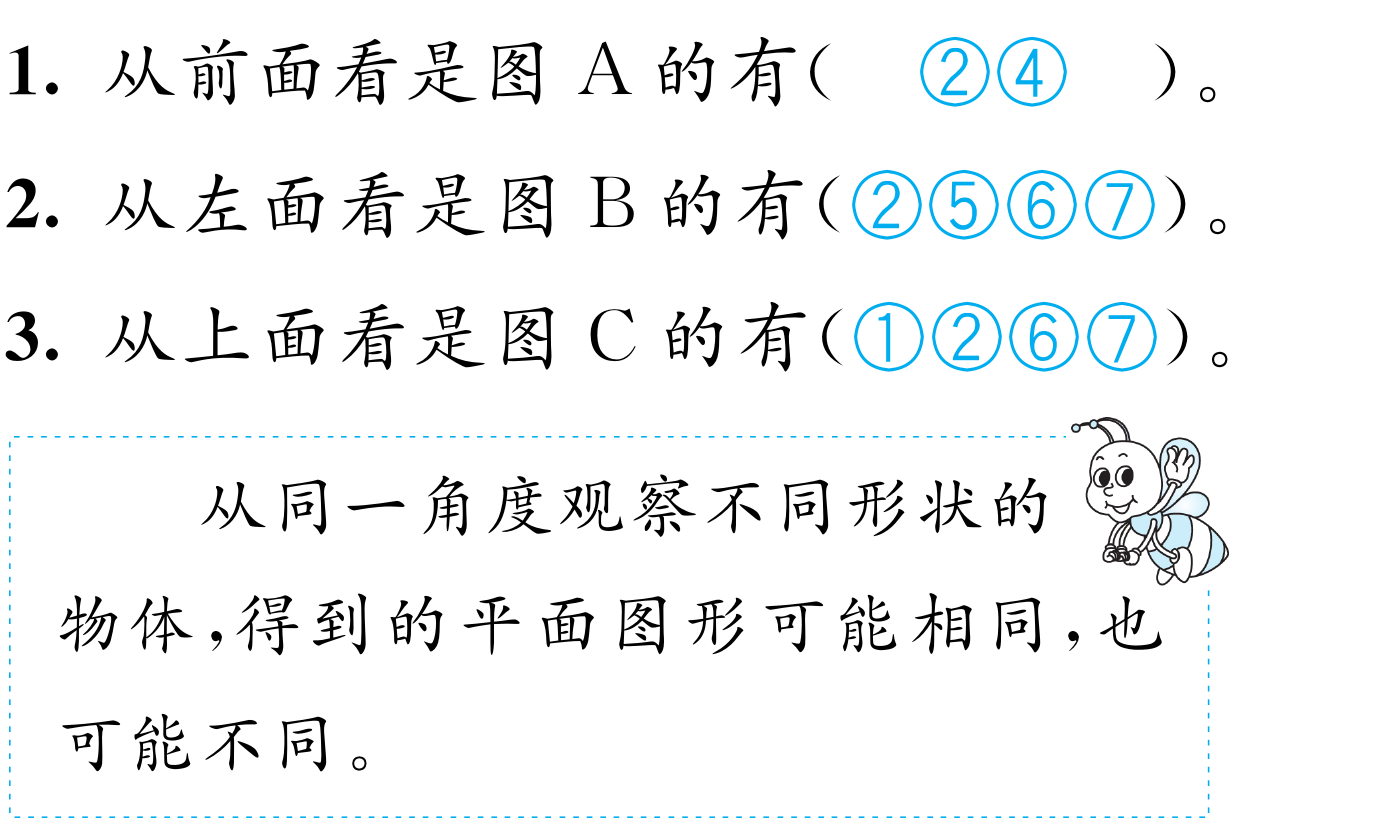 1. 从前面看是图 A 的有( ②④ )。
2. 从左面看是图 B 的有(②⑤⑥⑦)。
3. 从上面看是图 C 的有(①②⑥⑦)。
从同一角度观察不同形状的
物体,得到的平面图形可能相同,也
可能不同。